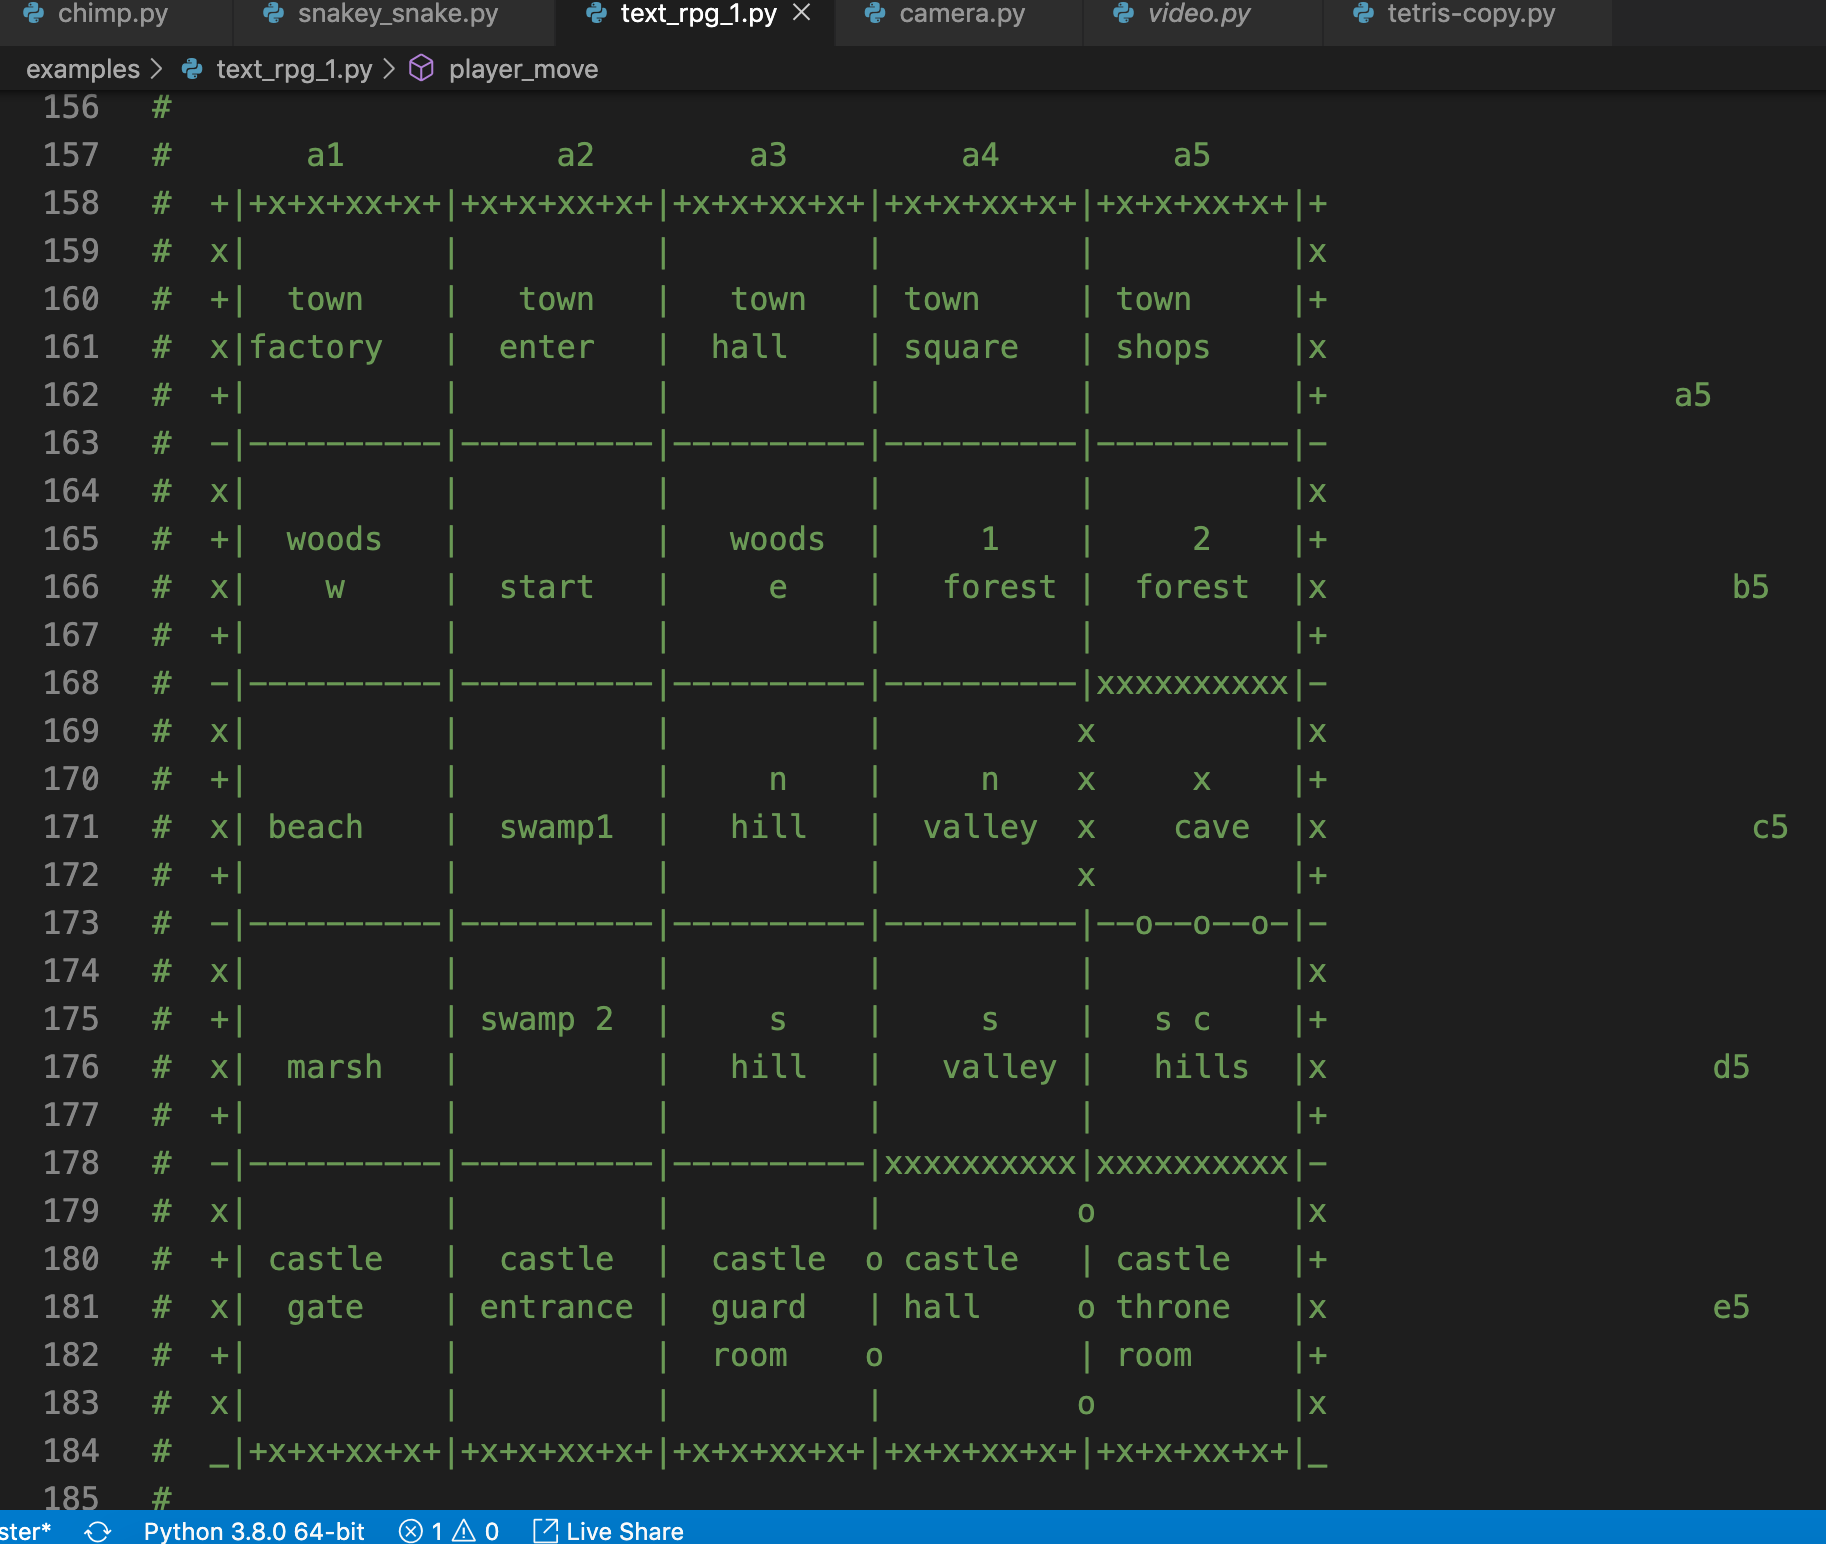 chimp.py snakey_snake.py text_rpg_1.py × camera.py video.py tetris-copy.py
examples > text_rpg_1.py > player_move
156 #
157 #       a1           a2        a3         a4         a5
158 #  +|+x+x+xx+x+|+x+x+xx+x+|+x+x+xx+x+|+x+x+xx+x+|+x+x+xx+x+|+
159 #  x|          |          |          |          |          |x
160 #  +|  town    |   town   |   town   | town     | town     |+
161 #  x|factory   |  enter   |  hall    | square   | shops    |x
162 #  +|          |          |          |          |          |+                  a5
163 #  -|----------|----------|----------|----------|----------|-
164 #  x|          |          |          |          |          |x
165 #  +|  woods   |          |   woods  |     1    |     2    |+
166 #  x|    w     |  start   |     e    |   forest |  forest  |x                     b5
167 #  +|          |          |          |          |          |+
168 #  -|----------|----------|----------|----------|xxxxxxxxxx|-
169 #  x|          |          |          |          x          |x
170 #  +|          |          |     n    |     n    x     x    |+
171 #  x| beach    |  swamp1  |   hill   |  valley  x    cave  |x                      c5
172 #  +|          |          |          |          x          |+
173 #  -|----------|----------|----------|----------|--o--o--o-|-
174 #  x|          |          |          |          |          |x
175 #  +|          | swamp 2  |     s    |     s    |   s c    |+
176 #  x|  marsh   |          |   hill   |   valley |   hills  |x                    d5
177 #  +|          |          |          |          |          |+
178 #  -|----------|----------|----------|xxxxxxxxxx|xxxxxxxxxx|-
179 #  x|          |          |          |          o          |x
180 #  +| castle   |  castle  |  castle  o castle   | castle   |+
181 #  x|  gate    | entrance |  guard   | hall     o throne   |x                    e5
182 #  +|          |          |  room    o          | room     |+
183 #  x|          |          |          |          o          |x
184 #  _|+x+x+xx+x+|+x+x+xx+x+|+x+x+xx+x+|+x+x+xx+x+|+x+x+xx+x+|_
185 #
ster* Python 3.8.0 64-bit 1 0 Live Share